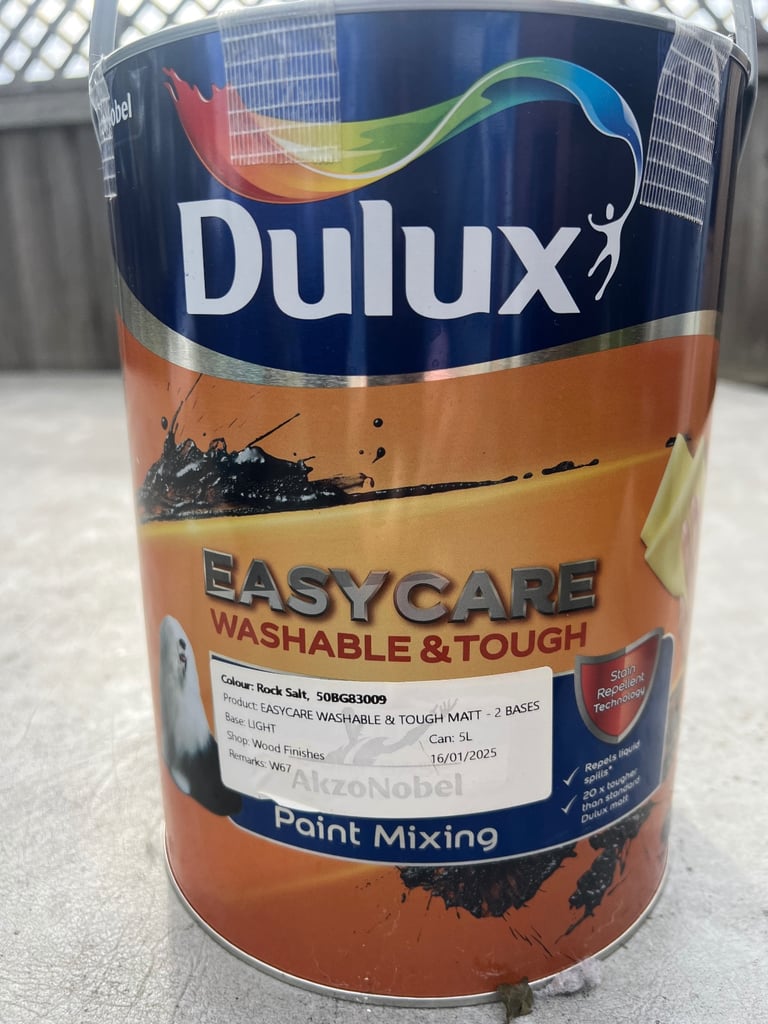 Dulux
EASYCARE
WASHABLE & TOUGH
Stain
Repellent
Technology
Colour: Rock Salt, 50BG83009
Product: EASYCARE WASHABLE & TOUGH MATT - 2 BASES
Base: LIGHT
Can: 5L
Shop: Wood Finishes
16/01/2025
Remarks: W67
AkzoNobel
Paint Mixing
Repels liquid
spills*
20 x tougher
than standard
Dulux matt